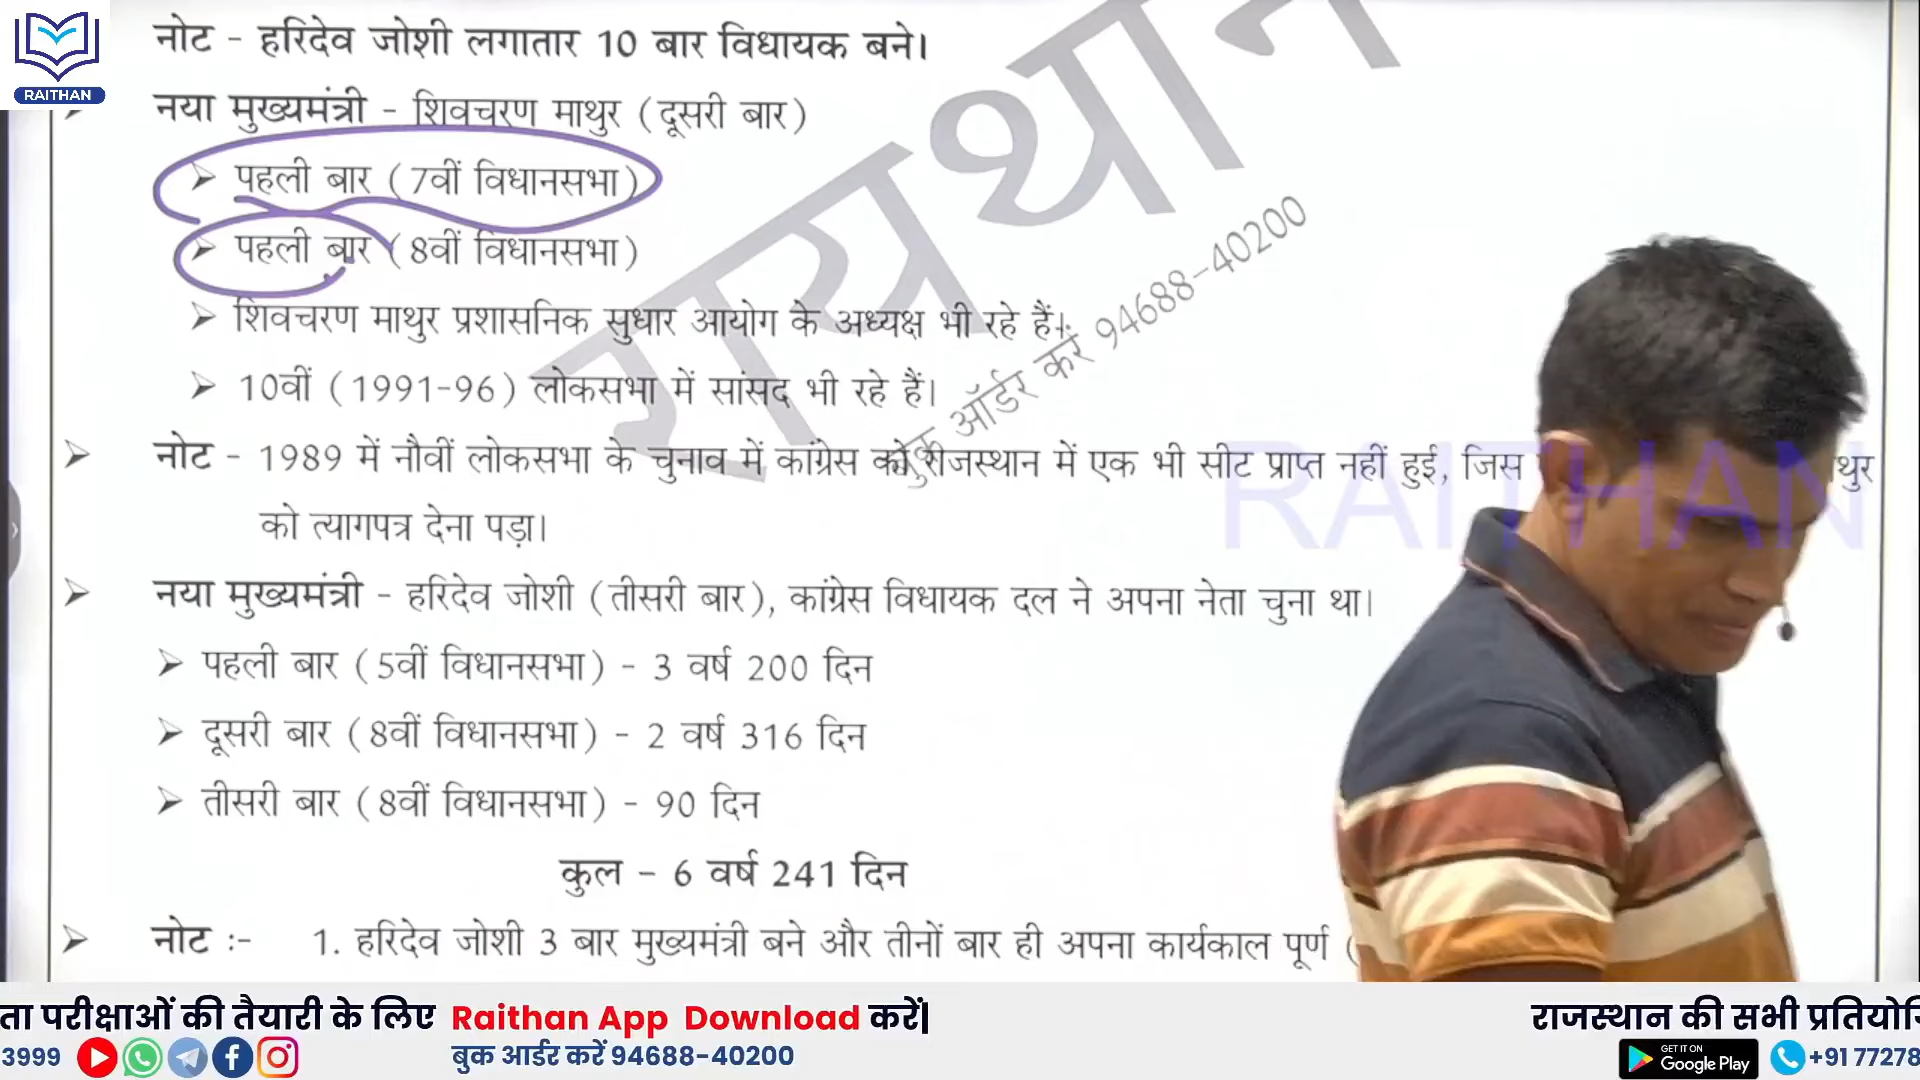 RAITHAN
नोट - हरिदेव जोशी लगातार 10 बार विधायक बने।
नया मुख्यमंत्री - शिवचरण माथुर (दूसरी बार)
➢ पहली बार (7वीं विधानसभा)
➢ पहली बार (8वीं विधानसभा)
➢ शिवचरण माथुर प्रशासनिक सुधार आयोग के अध्यक्ष भी रहे हैं।
➢ 10वीं (1991-96) लोकसभा में सांसद भी रहे हैं।
➢ नोट - 1989 में नौवीं लोकसभा के चुनाव में कांग्रेस को राजस्थान में एक भी सीट प्राप्त नहीं हुई, जिस थुर
को त्यागपत्र देना पड़ा।
➢ नया मुख्यमंत्री - हरिदेव जोशी (तीसरी बार), कांग्रेस विधायक दल ने अपना नेता चुना था।
➢ पहली बार (5वीं विधानसभा) - 3 वर्ष 200 दिन
➢ दूसरी बार (8वीं विधानसभा) - 2 वर्ष 316 दिन
➢ तीसरी बार (8वीं विधानसभा) - 90 दिन
कुल - 6 वर्ष 241 दिन
➢ नोट :- 1. हरिदेव जोशी 3 बार मुख्यमंत्री बने और तीनों बार ही अपना कार्यकाल पूर्ण (
रायथान
बुक ऑर्डर करें 94688-40200
RAITHAN
ता परीक्षाओं की तैयारी के लिए Raithan App Download करें| राजस्थान की सभी प्रतियोगि
3999 बुक आर्डर करें 94688-40200 GET IT ON Google Play +91 77278